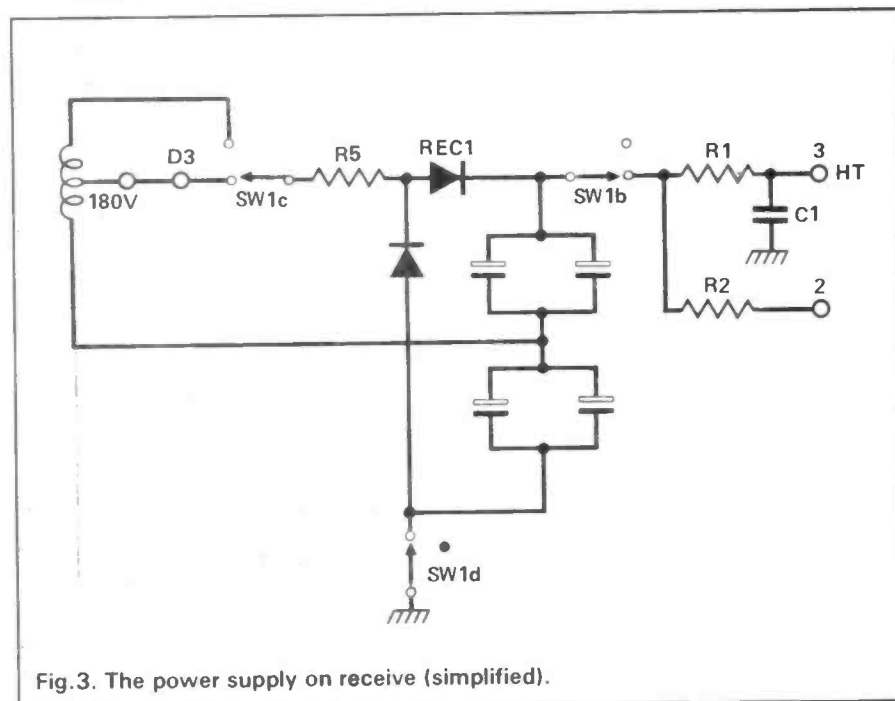 3
D3
REC1
R1
HT
R5
180V
SW1c
SW1b
C1
R2
2
SW1d
Fig.3. The power supply on receive (simplified).